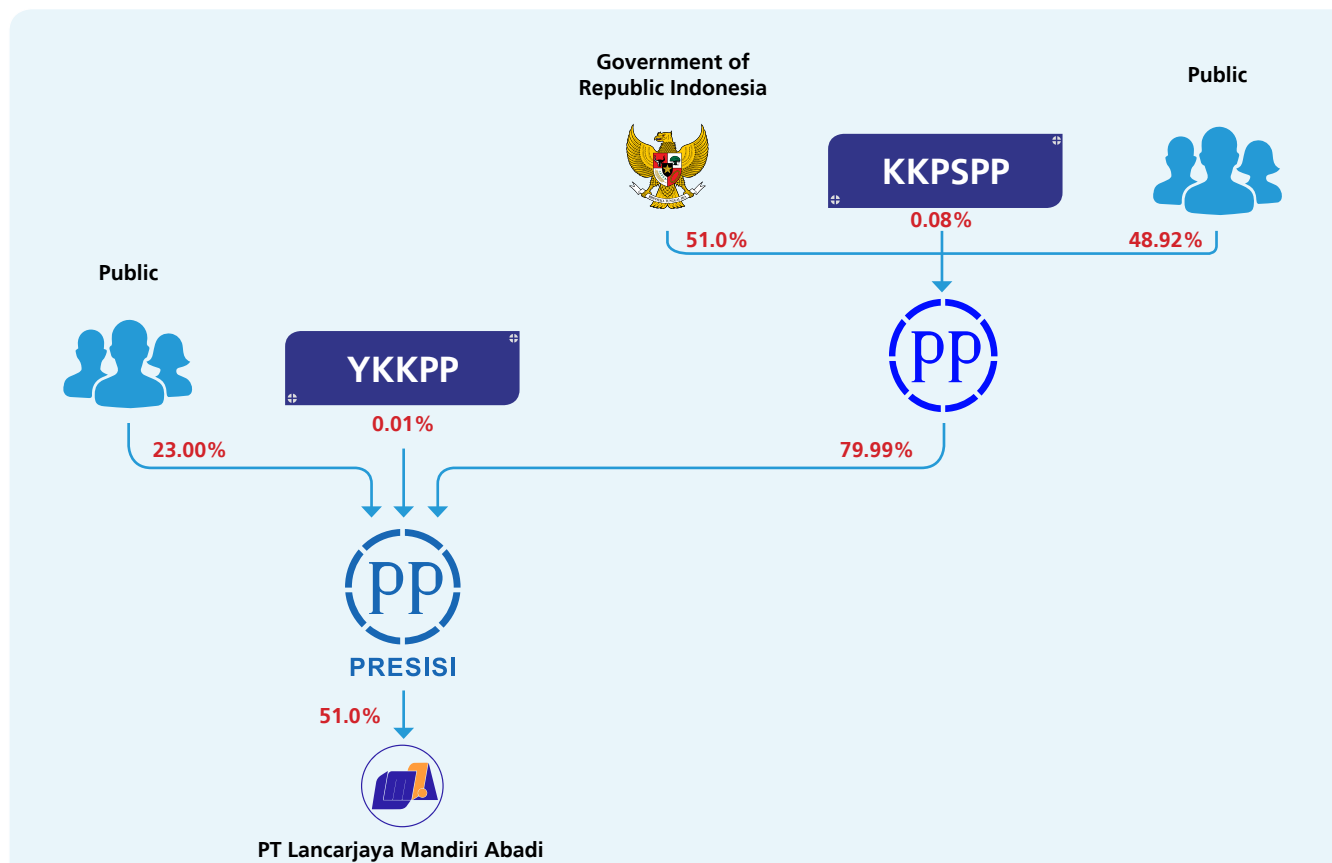 Government of
Republic Indonesia
Public
KKPSPP
51.0%
0.08%
48.92%
Public
pp
YKKPP
0.01%
23.00%
79.99%
pp
PRESISI
51.0%
PT Lancarjaya Mandiri Abadi